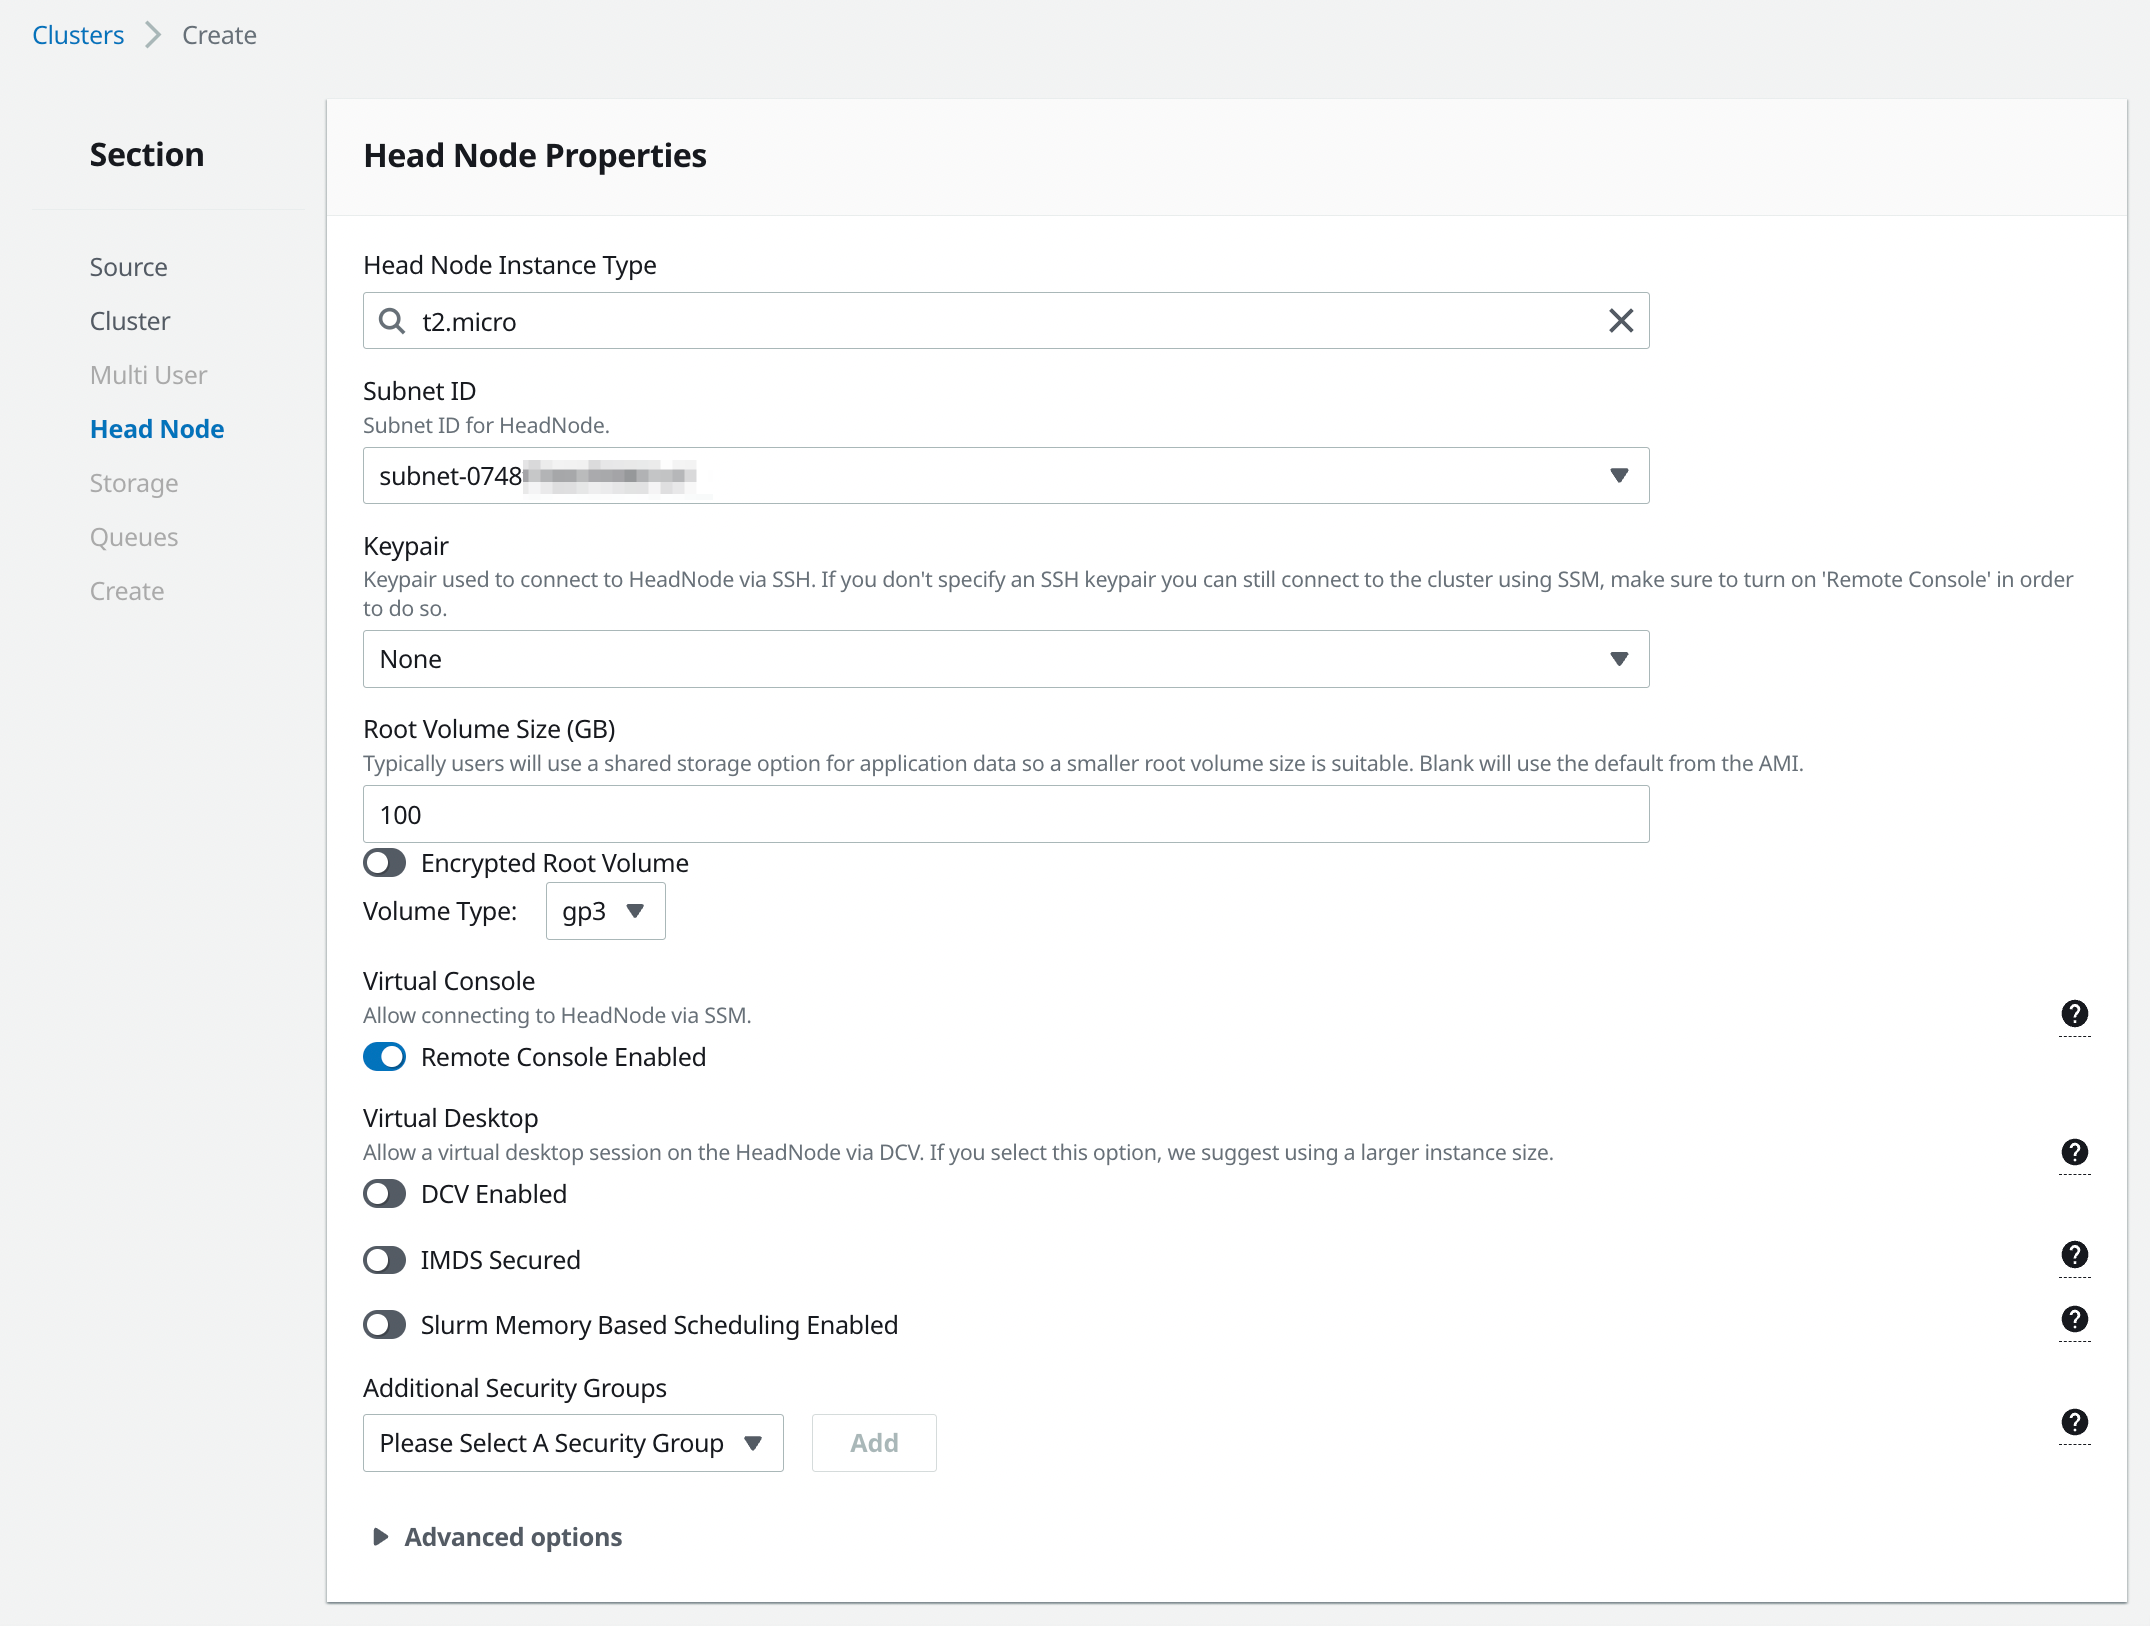 Clusters
Create
Section
Source
Cluster
Multi User
Head Node
Storage
Queues
Create
Head Node Properties
Head Node Instance Type
t2.micro
Subnet ID
Subnet ID for HeadNode.
subnet-0748
Keypair
Keypair used to connect to HeadNode via SSH. If you don't specify an SSH keypair you can still connect to the cluster using SSM, make sure to turn on 'Remote Console' in order
to do so.
None
Root Volume Size (GB)
Typically users will use a shared storage option for application data so a smaller root volume size is suitable. Blank will use the default from the AMI.
100
Encrypted Root Volume
Volume Type: gp3
Virtual Console
Allow connecting to HeadNode via SSM.
Remote Console Enabled
Virtual Desktop
Allow a virtual desktop session on the HeadNode via DCV. If you select this option, we suggest using a larger instance size.
DCV Enabled
IMDS Secured
Slurm Memory Based Scheduling Enabled
Additional Security Groups
Please Select A Security Group
Add
Advanced options